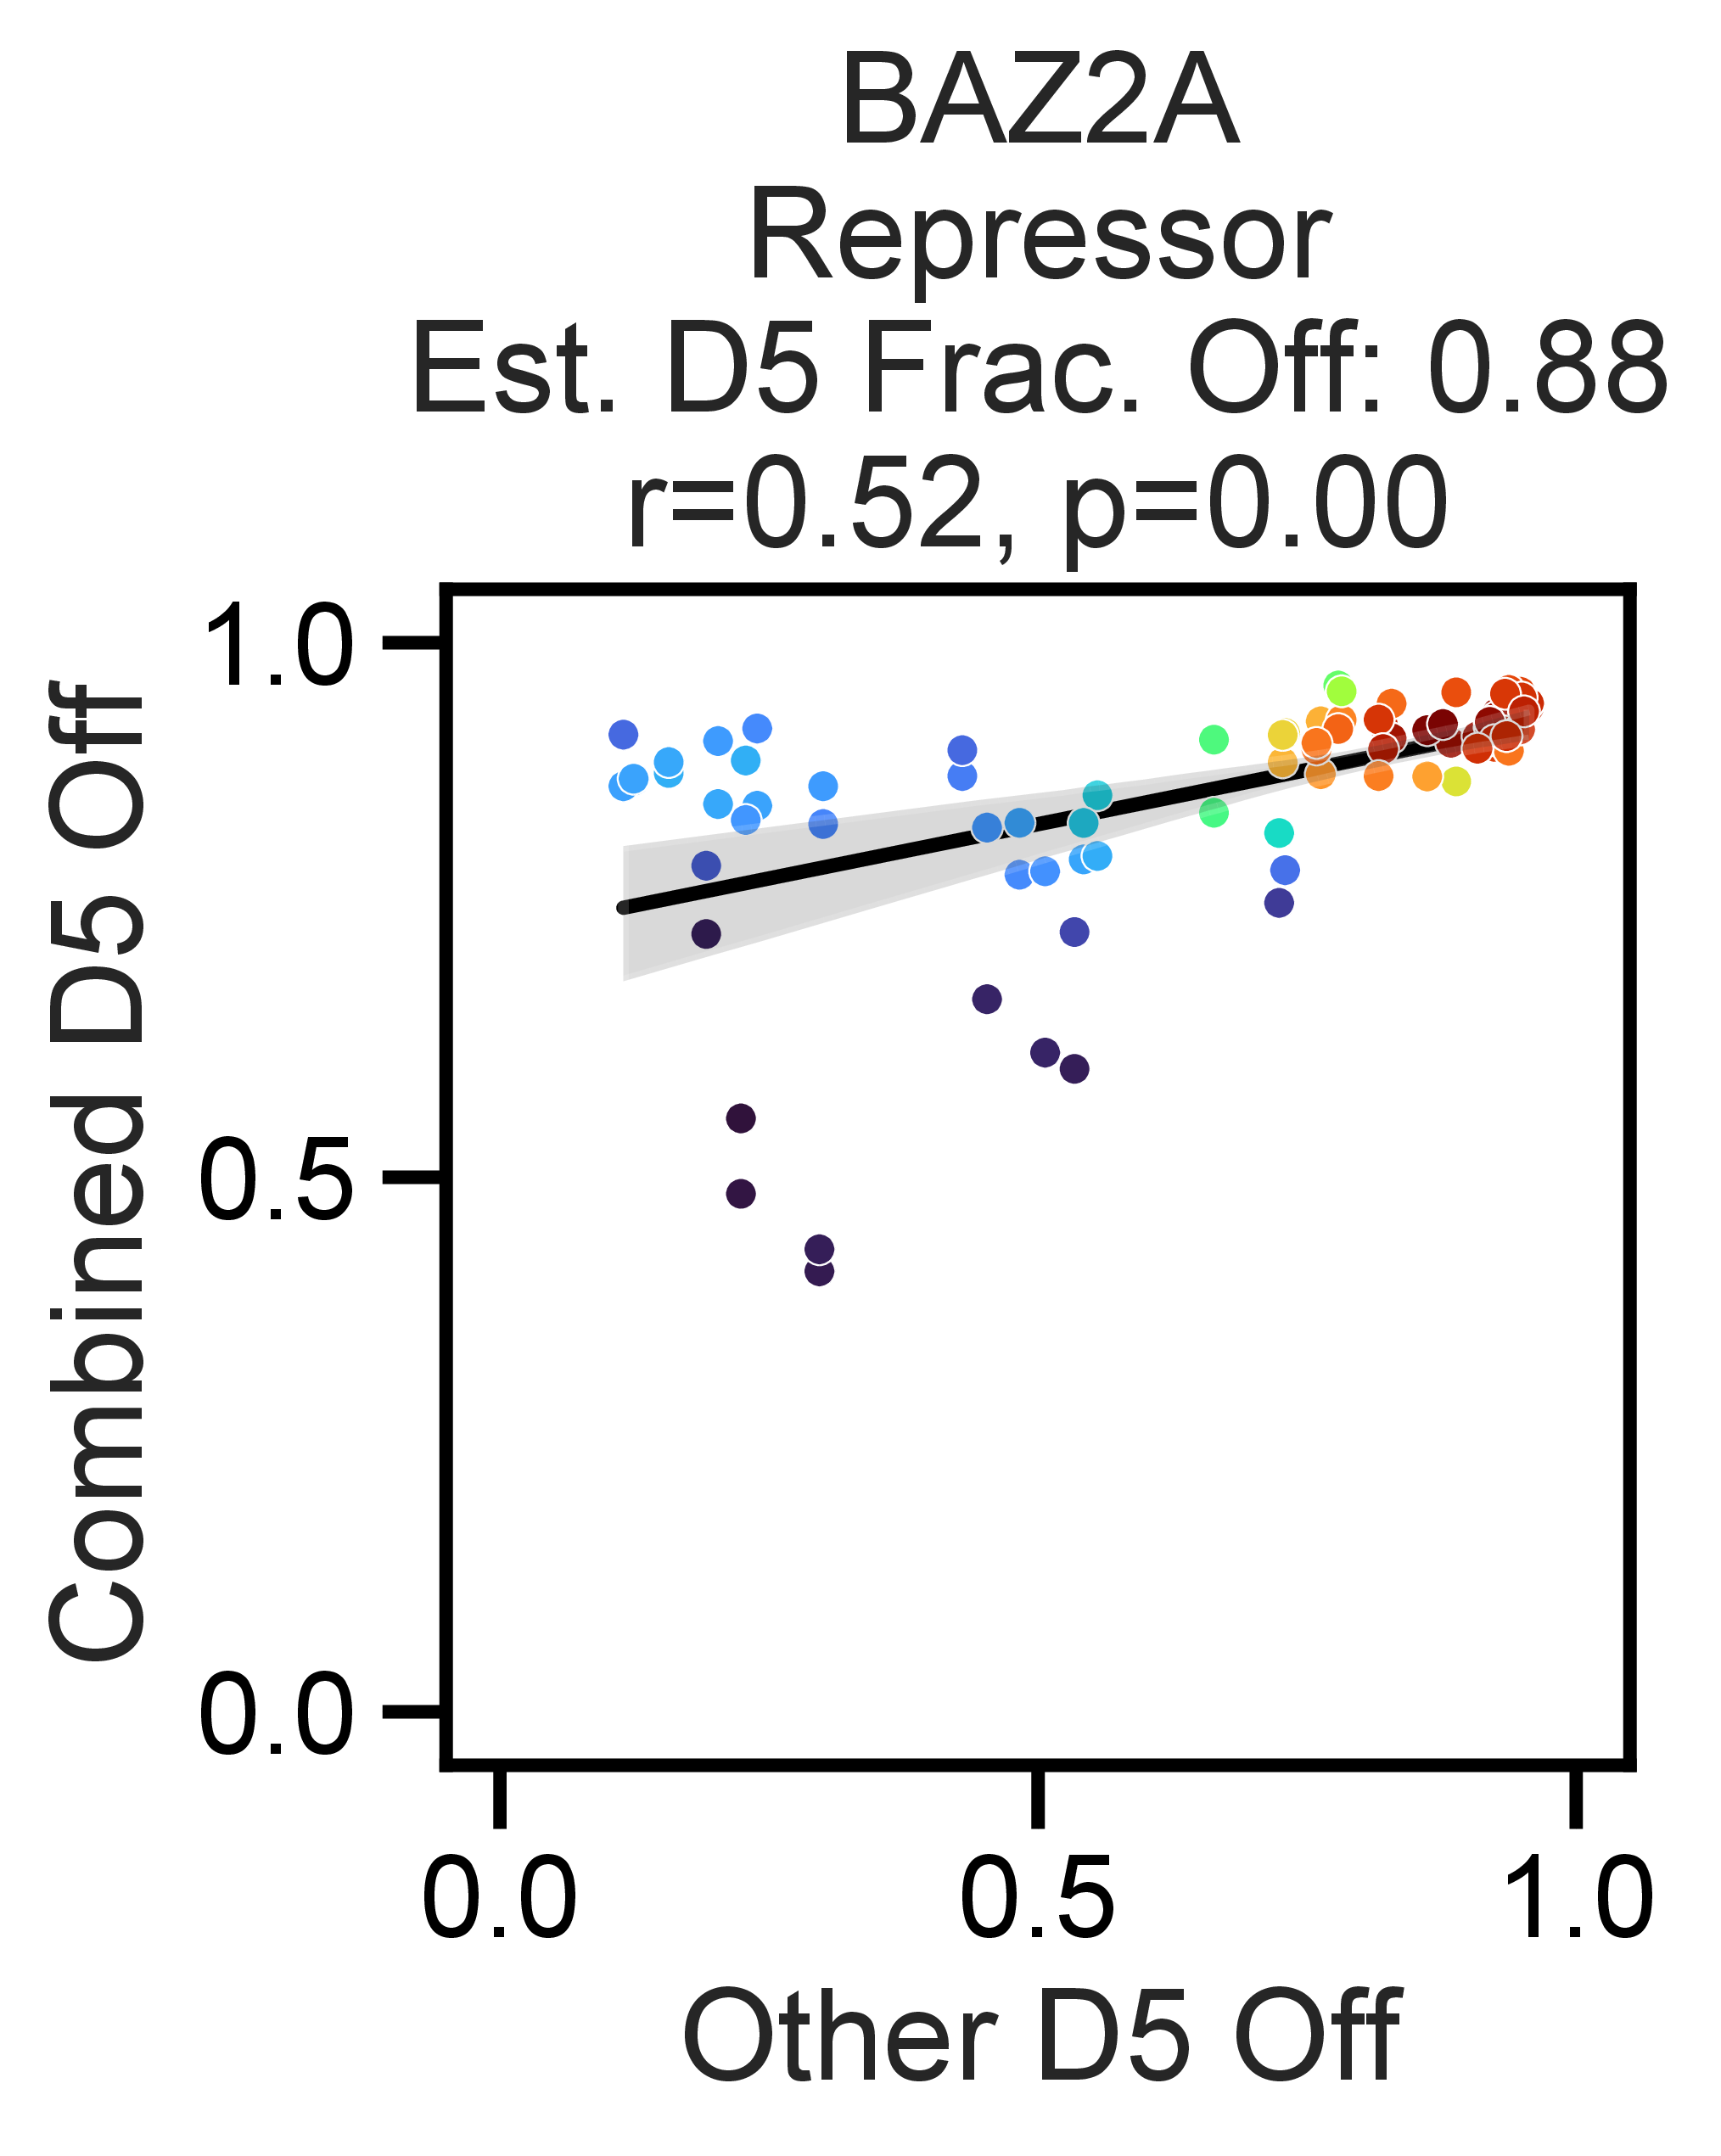 BAZ2A
Repressor
Est. D5 Frac. Off: 0.88
r=0.52, p=0.00
1.0
0.5
0.0
Combined D5 Off
0.0 0.5 1.0
Other D5 Off